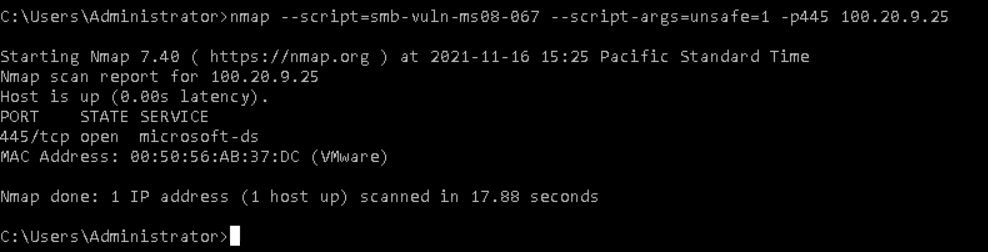 C:\Users\Administrator>nmap --script=smb-vuln-ms08-067 --script-args=unsafe=1 -p445 100.20.9.25
Starting Nmap 7.40 ( https://nmap.org ) at 2021-11-16 15:25 Pacific Standard Time
Nmap scan report for 100.20.9.25
Host is up (0.00s latency).
PORT    STATE SERVICE
445/tcp open  microsoft-ds
MAC Address: 00:50:56:AB:37:DC (VMware)
Nmap done: 1 IP address (1 host up) scanned in 17.88 seconds
C:\Users\Administrator>